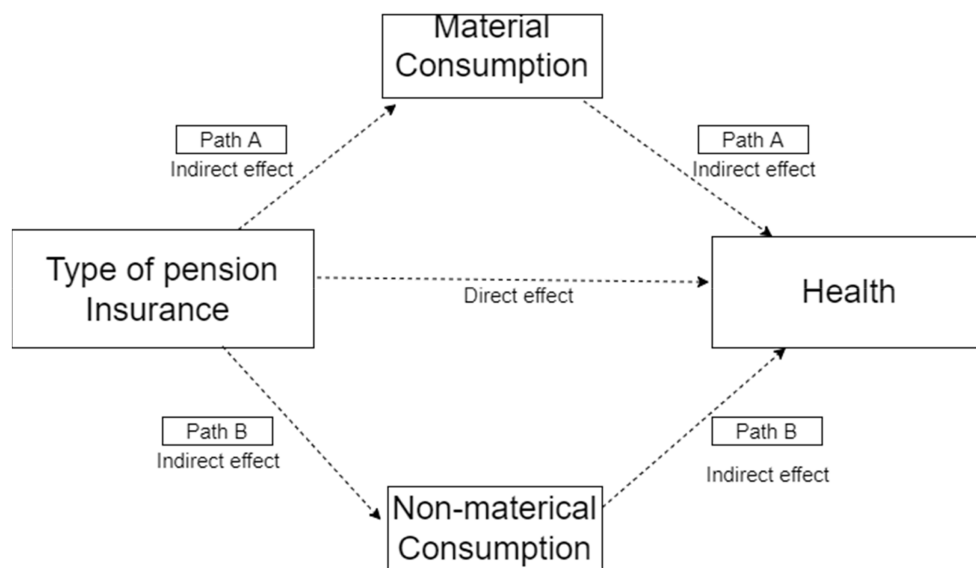 Material
Consumption
Path A
Indirect effect
Path A
Indirect effect
Type of pension
Insurance
Direct effect
Health
Path B
Indirect effect
Path B
Indirect effect
Non-materical
Consumption